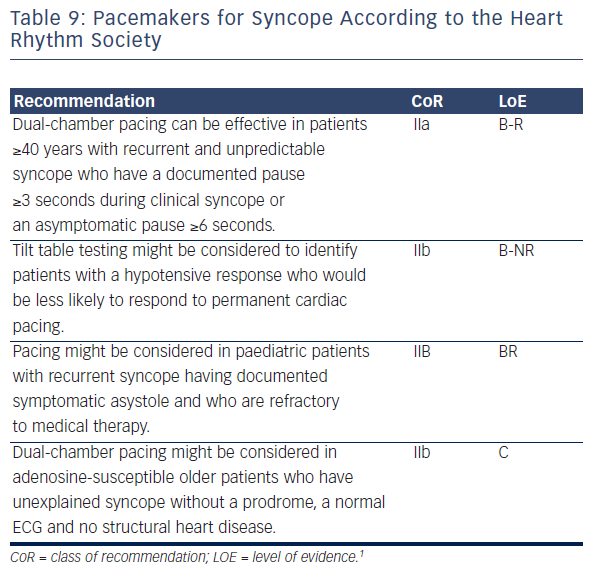 Table 9: Pacemakers for Syncope According to the Heart
Rhythm Society
Recommendation CoR LoE
Dual-chamber pacing can be effective in patients IIa B-R
≥40 years with recurrent and unpredictable
syncope who have a documented pause
≥3 seconds during clinical syncope or
an asymptomatic pause ≥6 seconds.
Tilt table testing might be considered to identify IIb B-NR
patients with a hypotensive response who would
be less likely to respond to permanent cardiac
pacing.
Pacing might be considered in paediatric patients IIB BR
with recurrent syncope having documented
symptomatic asystole and who are refractory
to medical therapy.
Dual-chamber pacing might be considered in IIb C
adenosine-susceptible older patients who have
unexplained syncope without a prodrome, a normal
ECG and no structural heart disease.
CoR = class of recommendation; LOE = level of evidence.1